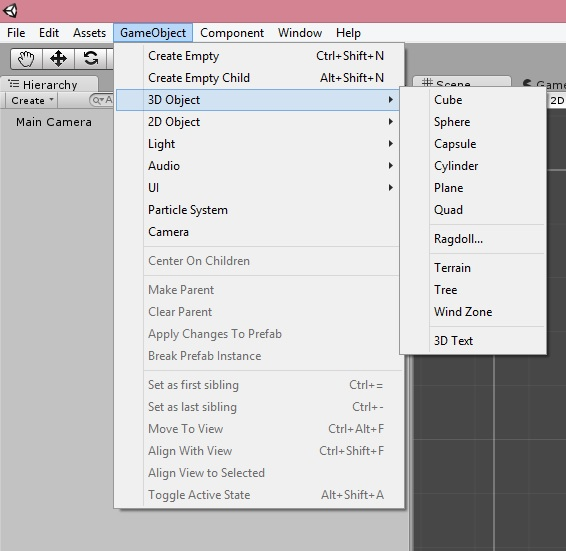 File Edit Assets GameObject Component Window Help
Hierarchy
Create
Main Camera
Create Empty Ctrl+Shift+N
Create Empty Child Alt+Shift+N
3D Object
2D Object
Light
Audio
UI
Particle System
Camera
Center On Children
Make Parent
Clear Parent
Apply Changes To Prefab
Break Prefab Instance
Set as first sibling Ctrl+=
Set as last sibling Ctrl+-
Move To View Ctrl+Alt+F
Align With View Ctrl+Shift+F
Align View to Selected
Toggle Active State Alt+Shift+A
Scene
2D
Cube
Sphere
Capsule
Cylinder
Plane
Quad
Ragdoll...
Terrain
Tree
Wind Zone
3D Text